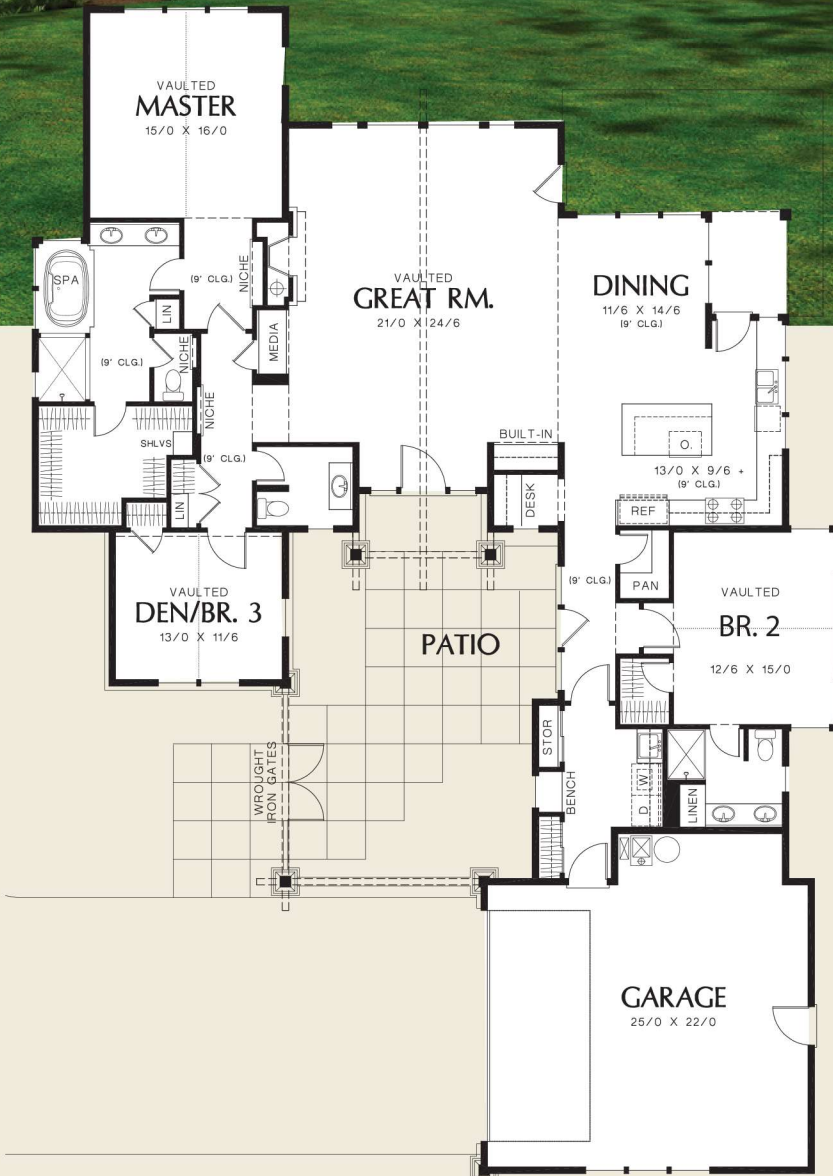 VAULTED
MASTER
15/0 X 16/0
SPA
(9' CLG.)
NICHE
LIN
(9' CLG.)
NICHE
MEDIA
NICHE
SHLVS
(9' CLG.)
LIN
VAULTED
GREAT RM.
21/0 X 24/6
DINING
11/6 X 14/6
(9' CLG.)
BUILT-IN
DESK
O.
13/0 X 9/6 +
(9' CLG.)
REF
PAN
(9' CLG.)
VAULTED
BR. 2
12/6 X 15/0
VAULTED
DEN/BR. 3
13/0 X 11/6
PATIO
WROUGHT
IRON GATES
STOR
BENCH
D W
LINEN
GARAGE
25/0 X 22/0